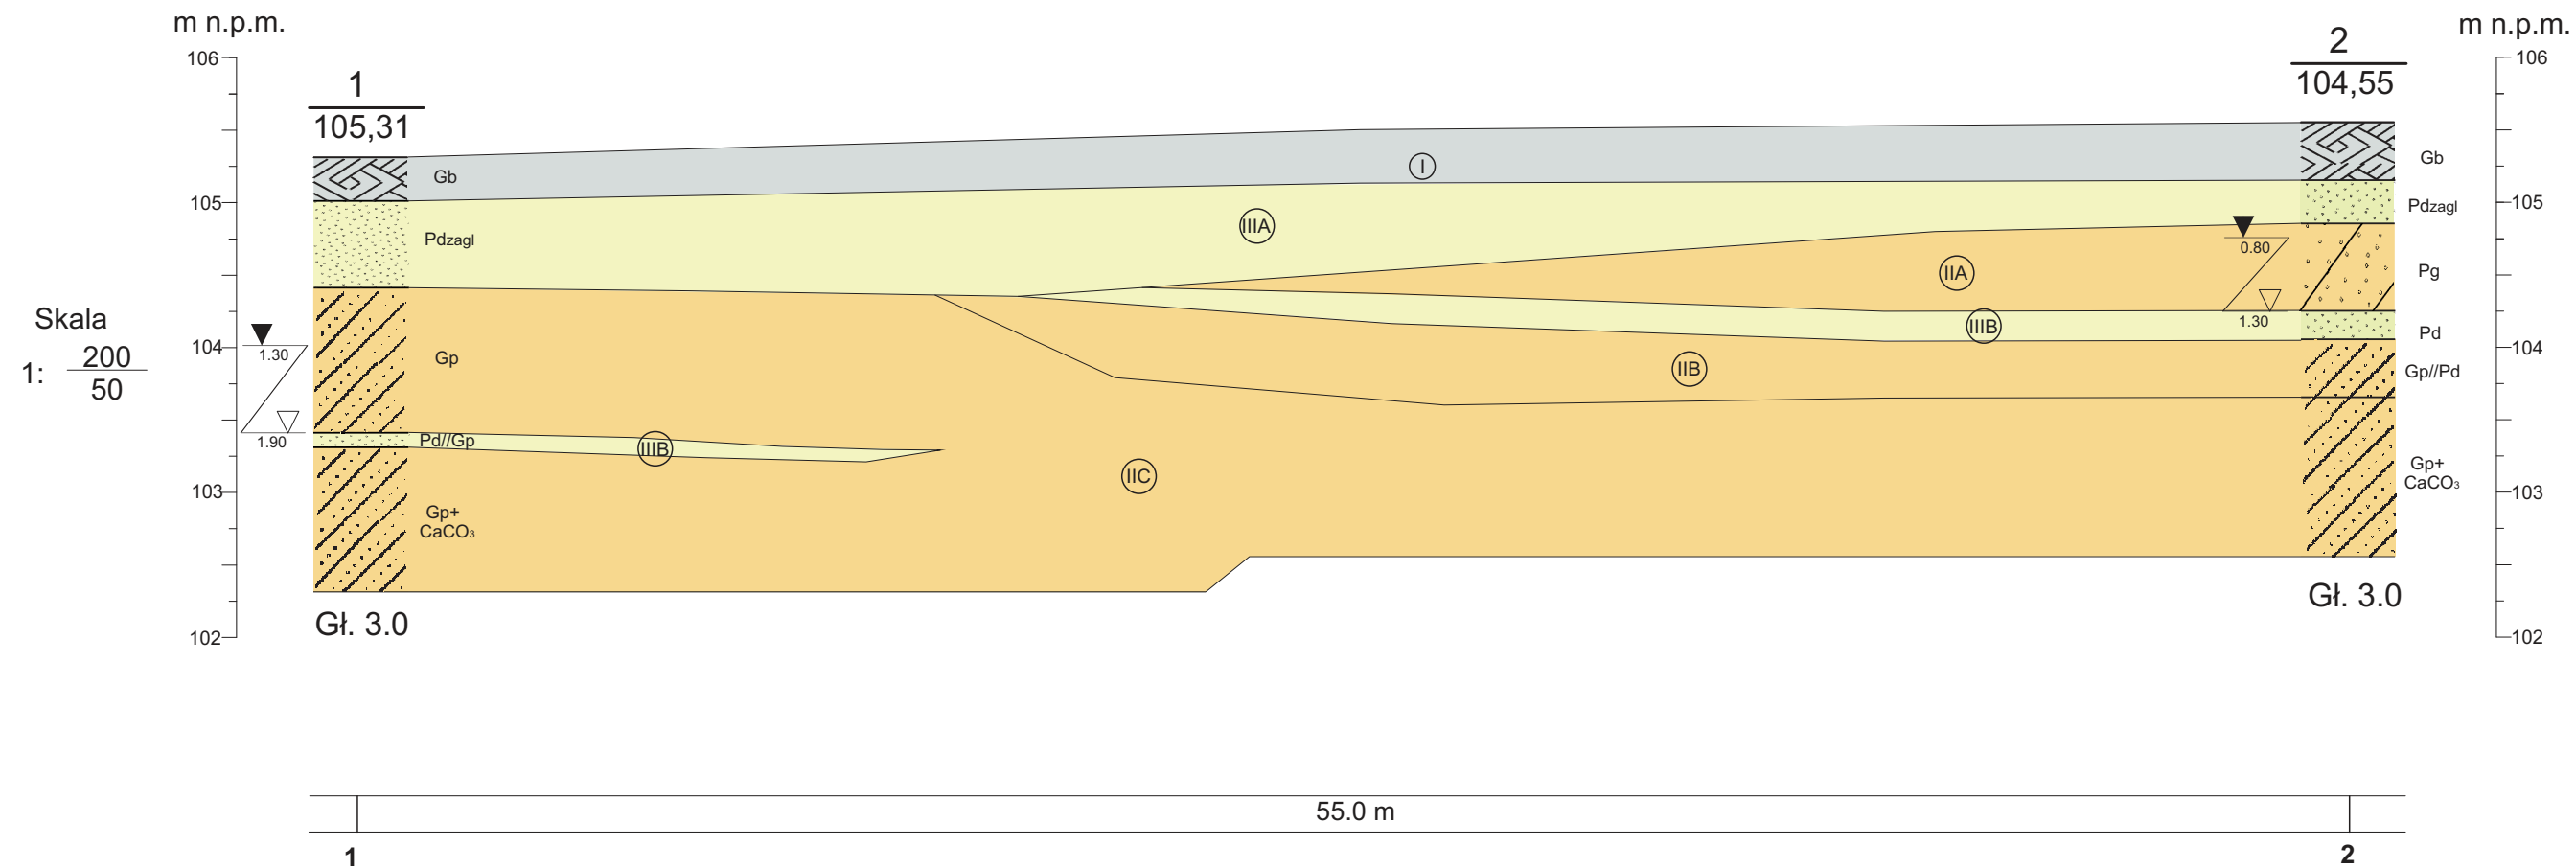 m n.p.m.
m n.p.m.
1
105,31
2
104,55
106
105
104
103
102
106
105
104
103
102
Skala
1: 200
50
Gb
Pdzagl
Gp
Pd//Gp
Gp+
CaCO₃
1.30
1.90
I
IIIA
IIA
IIIB
IIB
IIIB
IIC
0.80
1.30
Gb
Pdzagl
Pg
Pd
Gp//Pd
Gp+
CaCO₃
Gł. 3.0
Gł. 3.0
55.0 m
1
2